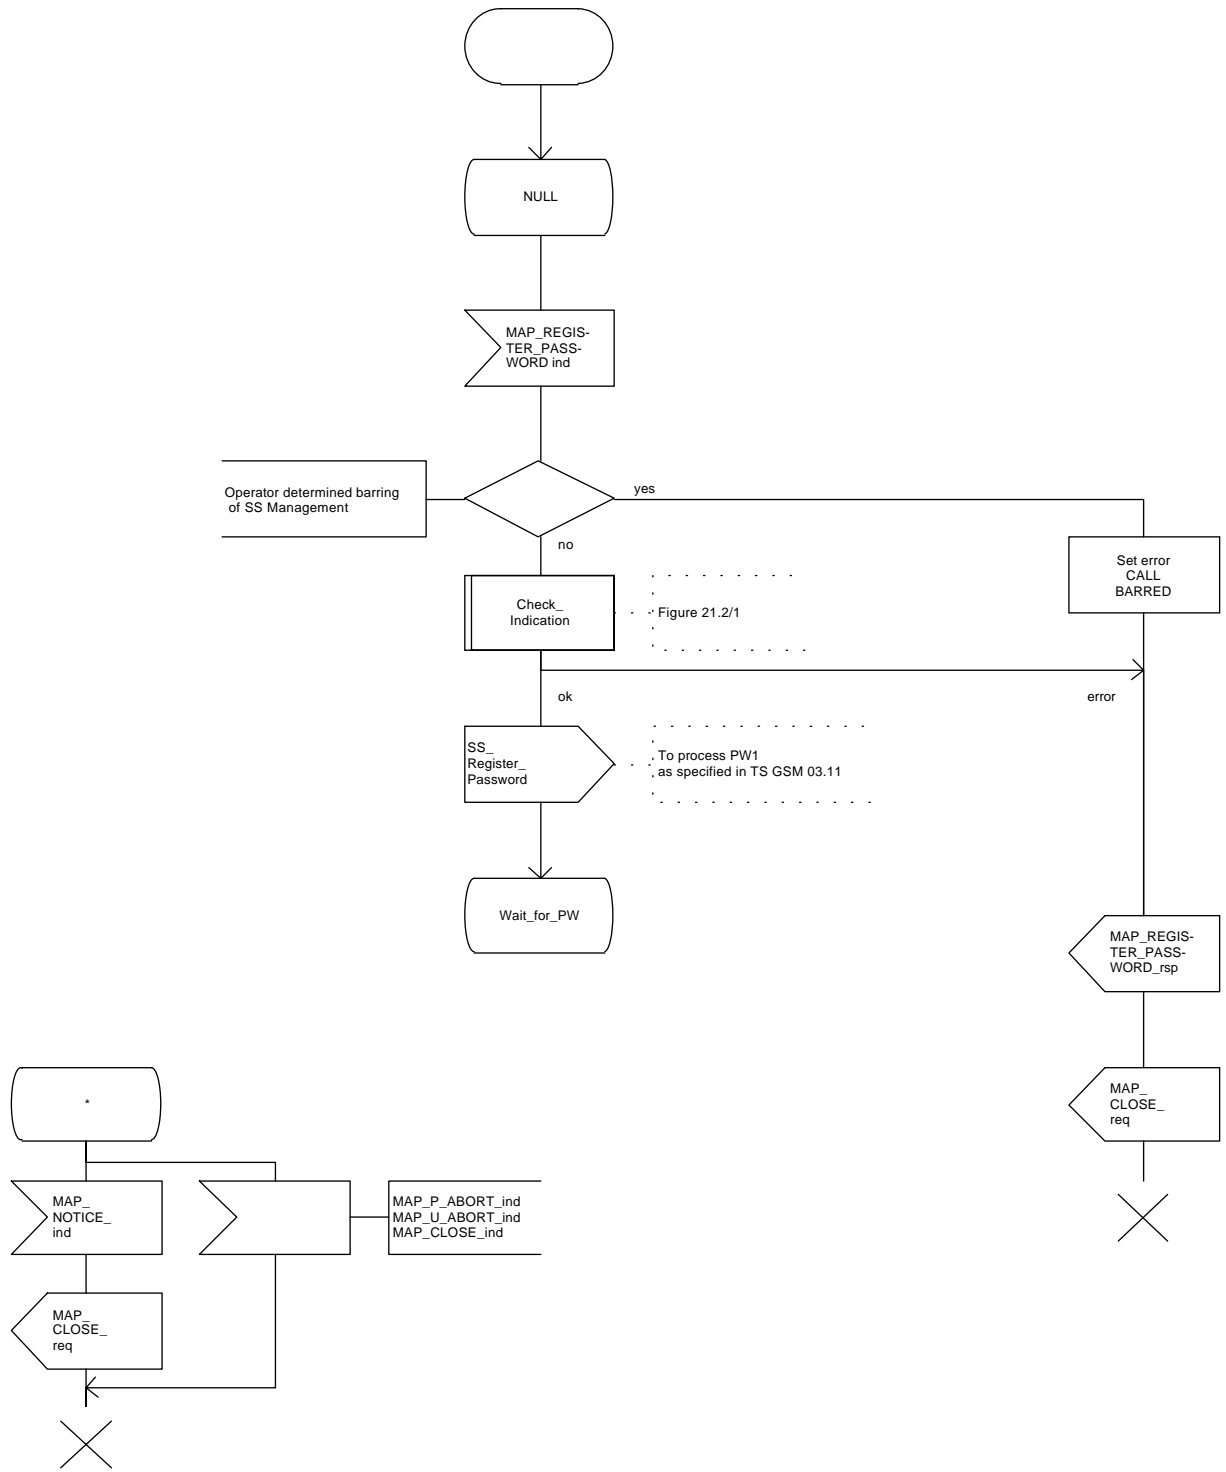 NULL
MAP_REGIS-
TER_PASS-
WORD ind
Operator determined barring
of SS Management
yes
no
Set error
CALL
BARRED
Check_
Indication
Figure 21.2/1
ok
error
SS_
Register_
Password
To process PW1
as specified in TS GSM 03.11
Wait_for_PW
MAP_REGIS-
TER_PASS-
WORD_rsp
MAP_
CLOSE_
req
*
MAP_
NOTICE_
ind
MAP_P_ABORT_ind
MAP_U_ABORT_ind
MAP_CLOSE_ind
MAP_
CLOSE_
req